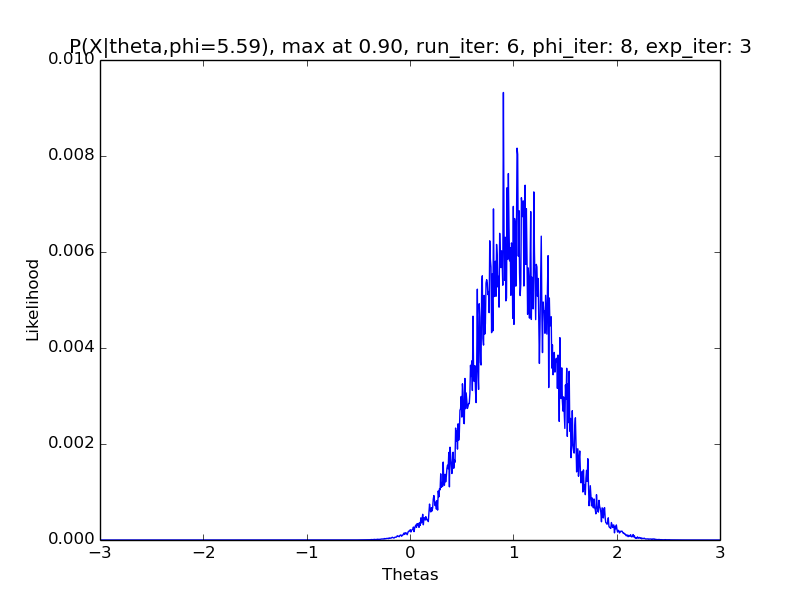 P(X|theta,phi=5.59), max at 0.90, run_iter: 6, phi_iter: 8, exp_iter: 3
0.010
0.008
0.006
0.004
0.002
0.000
Likelihood
−3 −2 −1 0 1 2 3
Thetas